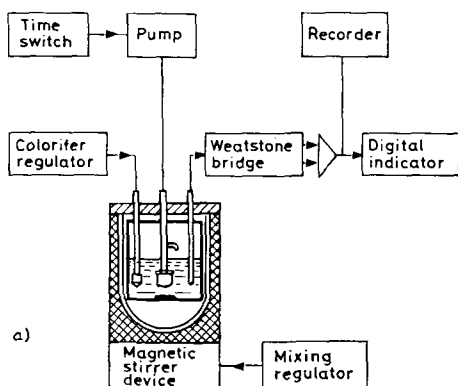 Time
switch
Pump
Recorder
Colorifer
regulator
Weatstone
bridge
Digital
indicator
a)
Magnetic
stirrer
device
Mixing
regulator